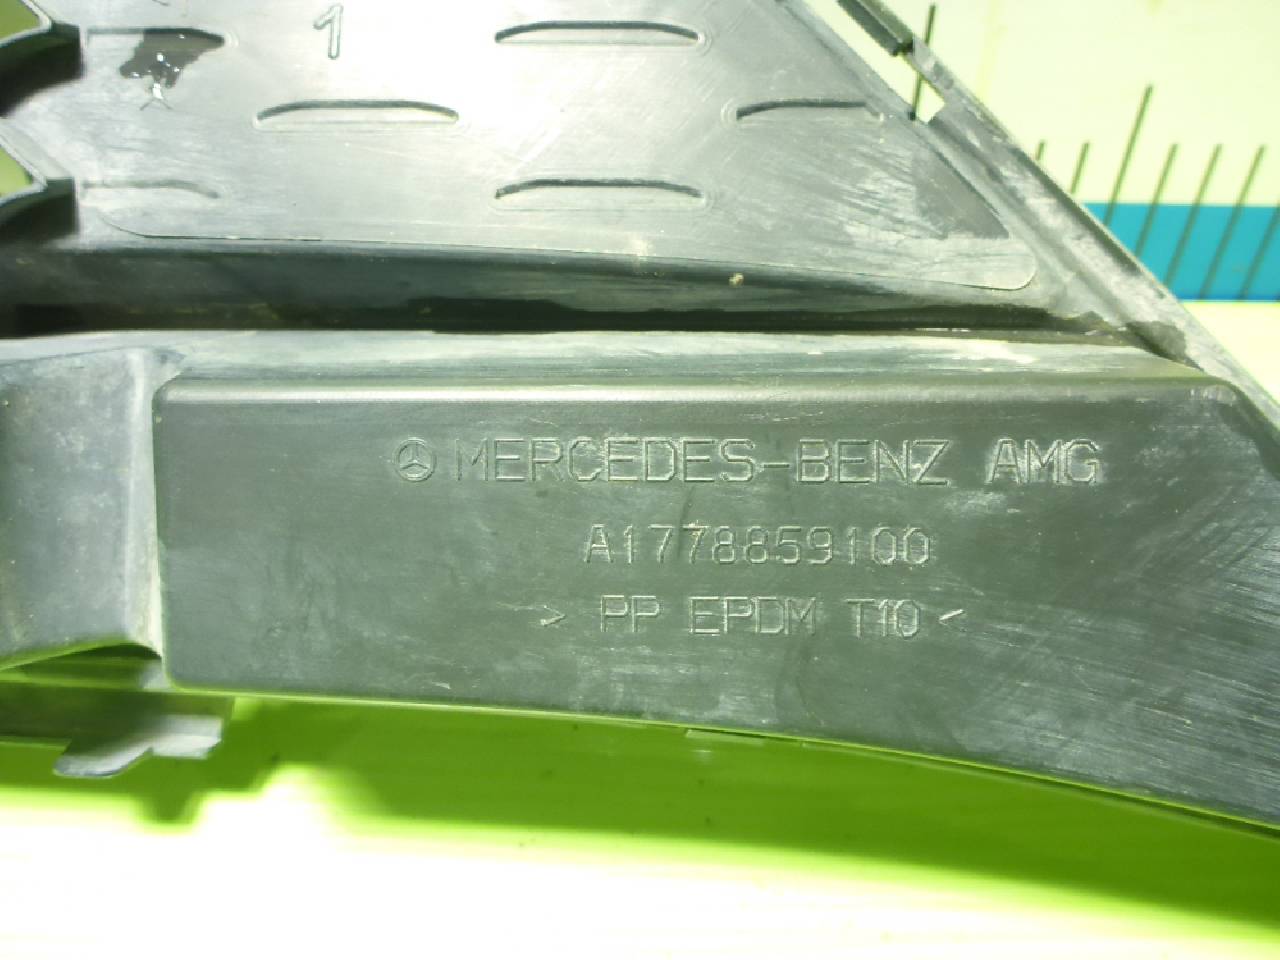 1
MERCEDES-BENZ AMG
A1778859100
> PP EPDM T10 <